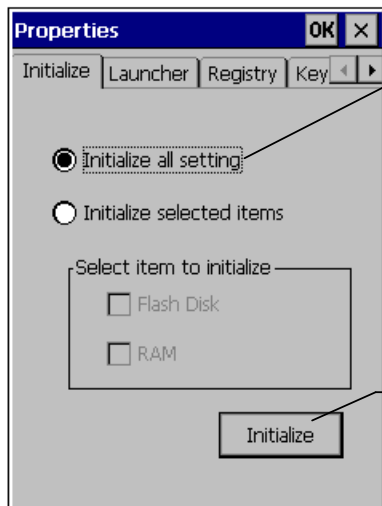 Properties OK ×
Initialize Launcher Registry Key
Initialize all setting
Initialize selected items
Select item to initialize
Flash Disk
RAM
Initialize